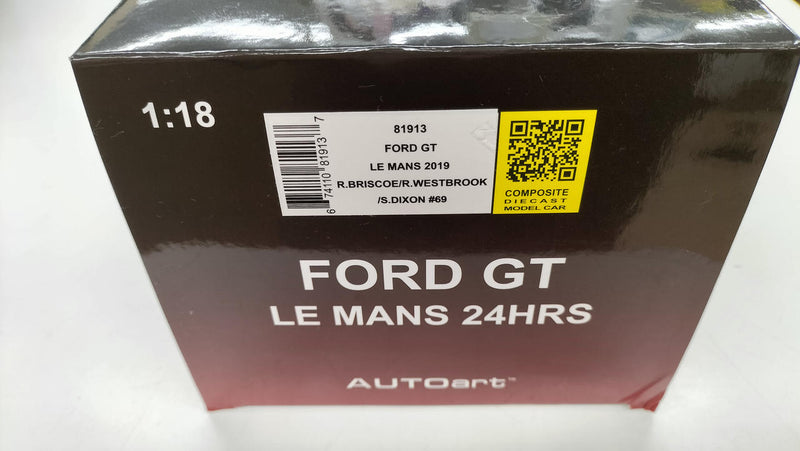 1:18
6 74110 81913 7
81913
FORD GT
LE MANS 2019
R.BRISCOE/R.WESTBROOK
/S.DIXON #69
COMPOSITE
DIECAST
MODEL CAR
FORD GT
LE MANS 24HRS
AUTOart™